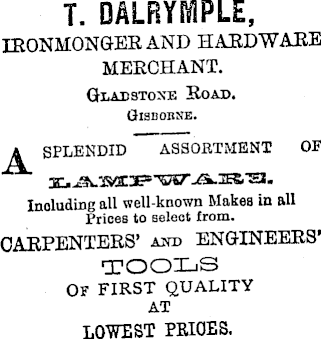 T. DALRYMPLE,
IRONMONGER AND HARDWARE
MERCHANT.
GLADSTONE ROAD.
GISBORNE.
A SPLENDID ASSORTMENT OF
LAMPWARE.
Including all well-known Makes in all
Prices to select from.
CARPENTERS' AND ENGINEERS'
TOOLS
OF FIRST QUALITY
AT
LOWEST PRICES.